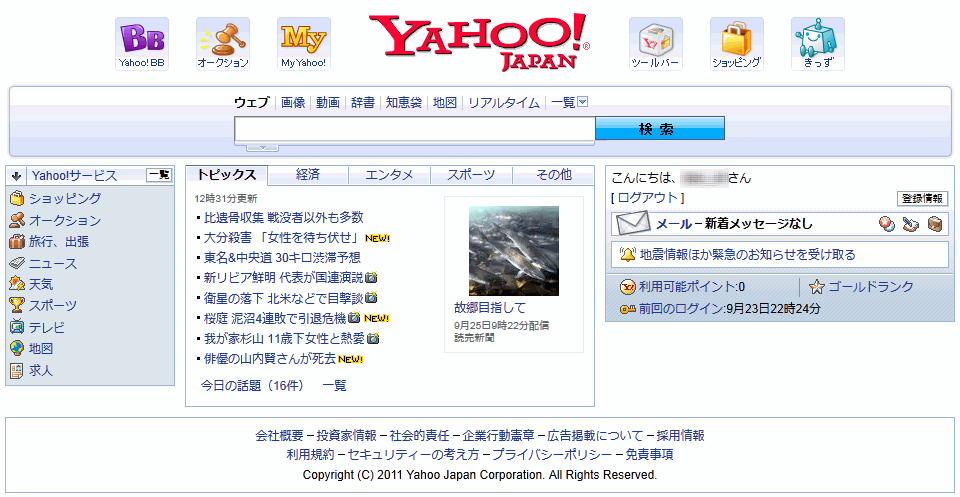 Yahoo! BB
オークション
My Yahoo!
YAHOO! JAPAN
ツールバー
ショッピング
きっず
ウェブ 画像 動画 辞書 知恵袋 地図 リアルタイム 一覧
検索
Yahoo!サービス 一覧
ショッピング
オークション
旅行、出張
ニュース
天気
スポーツ
テレビ
地図
求人
トピックス 経済 エンタメ スポーツ その他
12時31分更新
比遺骨収集 戦没者以外も多数
大分殺害 「女性を待ち伏せ」 NEW!
東名&中央道 30キロ渋滞予想
新リビア鮮明 代表が国連演説
衛星の落下 北米などで目撃談
桜庭 泥沼4連敗で引退危機 NEW!
我が家杉山 11歳下女性と熱愛
俳優の山内賢さんが死去 NEW!
今日の話題（16件） 一覧
故郷目指して
9月25日9時22分配信
読売新聞
こんにちは、 さん
[ ログアウト ] 登録情報
メール－新着メッセージなし
地震情報ほか緊急のお知らせを受け取る
利用可能ポイント:0 ゴールドランク
前回のログイン:9月23日22時24分
会社概要－投資家情報－社会的責任－企業行動憲章－広告掲載について－採用情報
利用規約－セキュリティーの考え方－プライバシーポリシー－免責事項
Copyright (C) 2011 Yahoo Japan Corporation. All Rights Reserved.